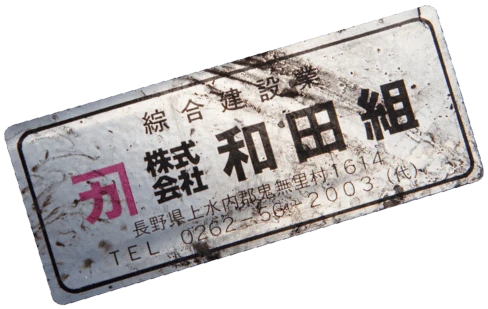 綜合建設業
株式会社 和田組
長野県上水内郡鬼無里村1614
TEL 0262-56-2003(代)